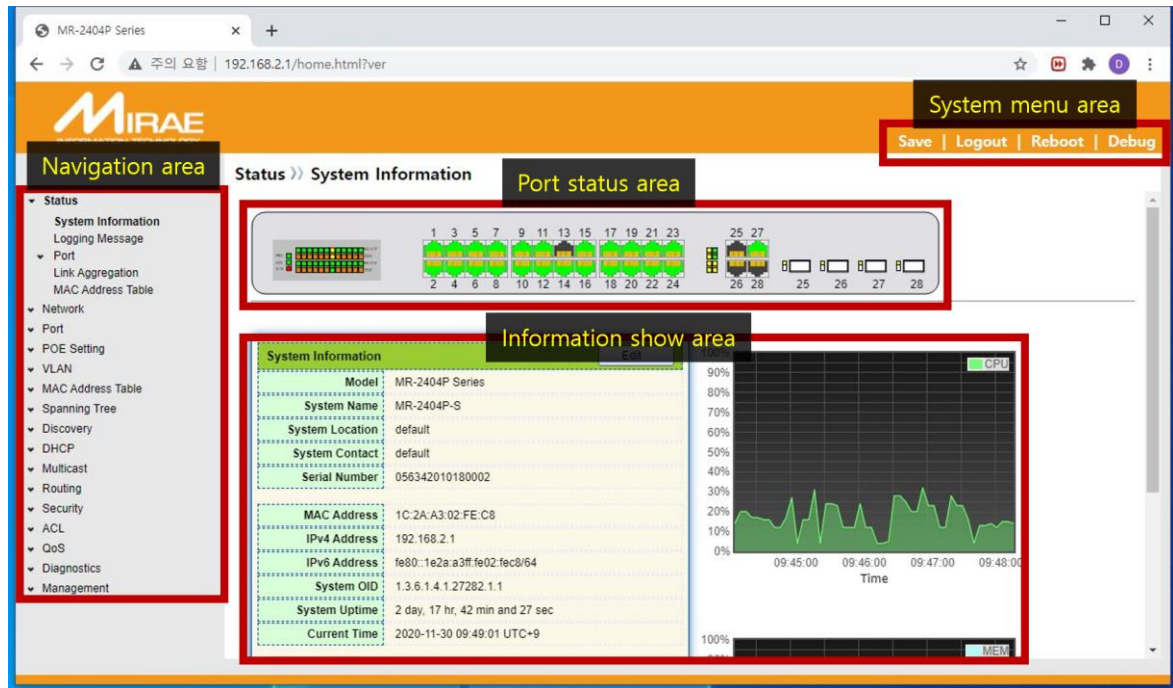 MR-2404P Series
주의 요함 | 192.168.2.1/home.html?ver
D
MIRAE
INFORMATION TECHNOLOGY
System menu area
Save | Logout | Reboot | Debug
Navigation area
Status 》 System Information
Port status area
Status
System Information
Logging Message
Port
Link Aggregation
MAC Address Table
Network
Port
POE Setting
VLAN
MAC Address Table
Spanning Tree
Discovery
DHCP
Multicast
Routing
Security
ACL
QoS
Diagnostics
Management
1 3 5 7 9 11 13 15 17 19 21 23 25 27
2 4 6 8 10 12 14 16 18 20 22 24 26 28 25 26 27 28
Information show area
System Information Edit
Model MR-2404P Series
System Name MR-2404P-S
System Location default
System Contact default
Serial Number 056342010180002
MAC Address 1C:2A:A3:02:FE:C8
IPv4 Address 192.168.2.1
IPv6 Address fe80::1e2a:a3ff:fe02:fec8/64
System OID 1.3.6.1.4.1.27282.1.1
System Uptime 2 day, 17 hr, 42 min and 27 sec
Current Time 2020-11-30 09:49:01 UTC+9
100%
CPU
90%
80%
70%
60%
50%
40%
30%
20%
10%
0%
09:45:00 09:46:00 09:47:00 09:48:00
Time
100%
MEM